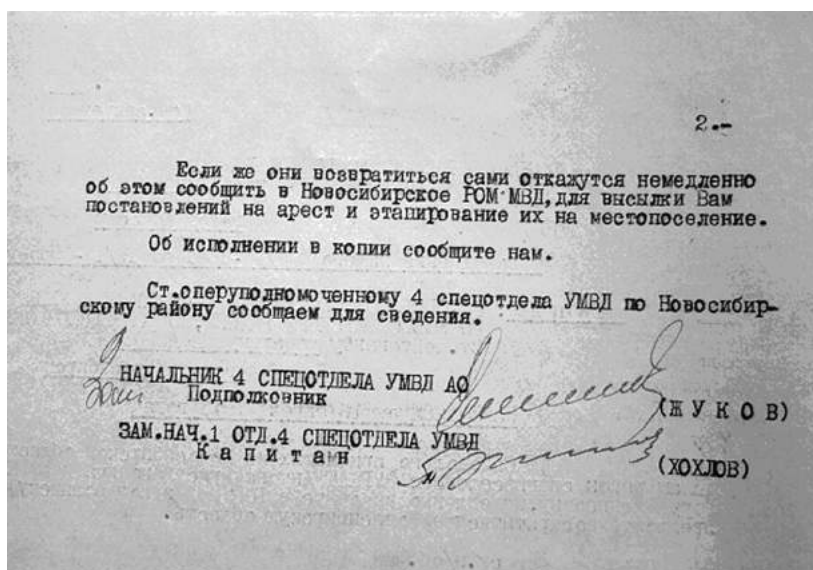 2.-
Если же они возвратиться сами откажутся немедленно
об этом сообщить в Новосибирское РОМ МВД, для высылки Вам
постановлений на арест и этапирование их на местопоселение.
Об исполнении в копии сообщите нам.
Ст.оперуполномоченному 4 спецотдела УМВД по Новосибир-
скому району сообщаем для сведения.
Зам
НАЧАЛЬНИК 4 СПЕЦОТДЕЛА УМВД АО
Подполковник
(Ж У К О В)
ЗАМ.НАЧ.1 ОТД.4 СПЕЦОТДЕЛА УМВД
К а п и т а н
(ХОХЛОВ)